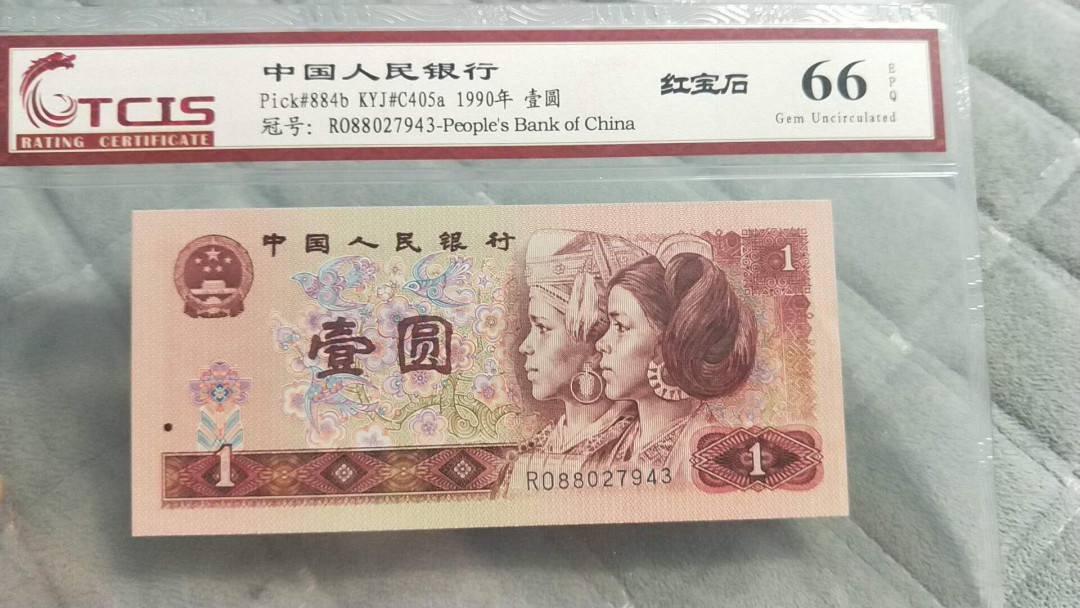 TCIS
RATING CERTIFICATE
中国人民银行
Pick#884b KYJ#C405a 1990年 壹圆
冠号: RO88027943-People's Bank of China
红宝石
66
EPQ
Gem Uncirculated
中国人民银行
1
壹圆
1
1
RO88027943